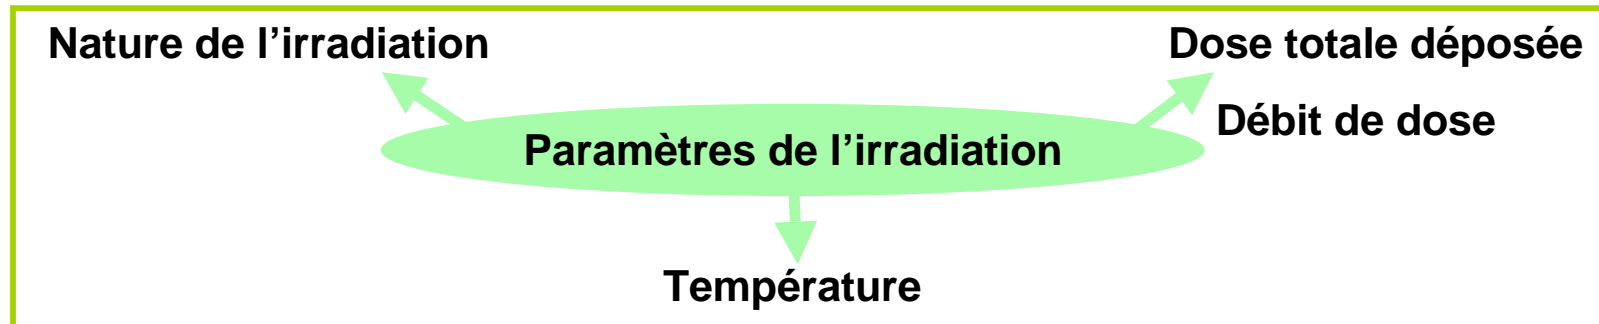 Nature de l’irradiation
Dose totale déposée
Débit de dose
Paramètres de l’irradiation
Température